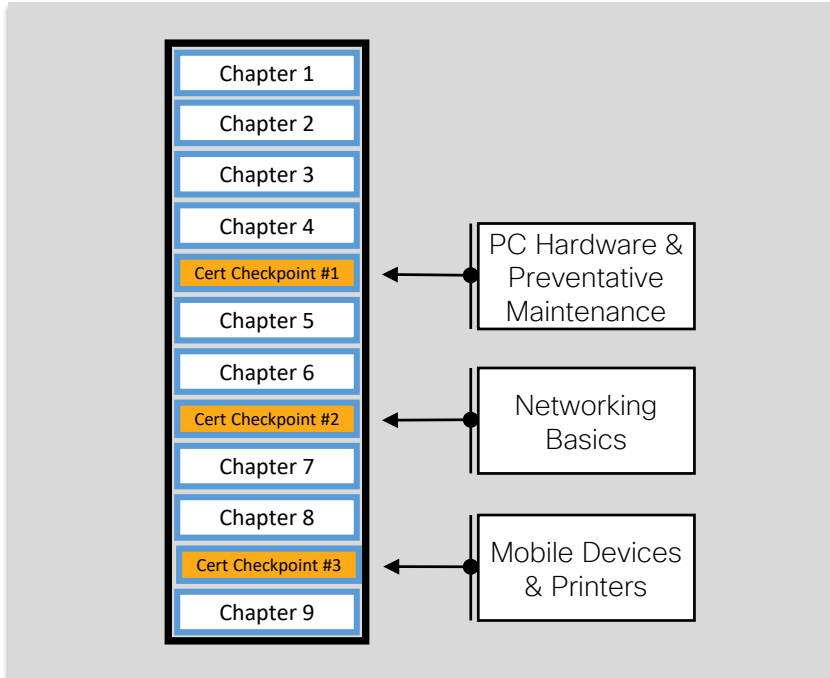 Chapter 1
Chapter 2
Chapter 3
Chapter 4
Cert Checkpoint #1
PC Hardware &
Preventative
Maintenance
Chapter 5
Chapter 6
Cert Checkpoint #2
Networking
Basics
Chapter 7
Chapter 8
Cert Checkpoint #3
Mobile Devices
& Printers
Chapter 9